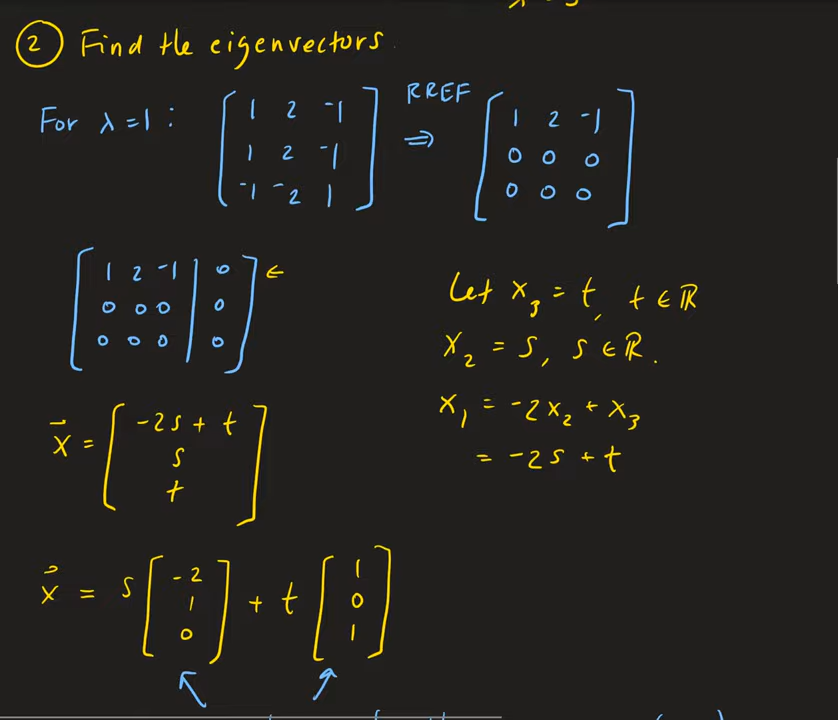 ② Find the eigenvectors.
For λ=1: [1 2 -1; 1 2 -1; -1 -2 1] RREF ⇒ [1 2 -1; 0 0 0; 0 0 0]
[1 2 -1 | 0; 0 0 0 | 0; 0 0 0 | 0] ←
Let x₃ = t, t ∈ ℝ
x₂ = s, s ∈ ℝ.
x₁ = -2x₂ + x₃
= -2s + t
x⃗ = [-2s + t; s; t]
x⃗ = s[-2; 1; 0] + t[1; 0; 1]